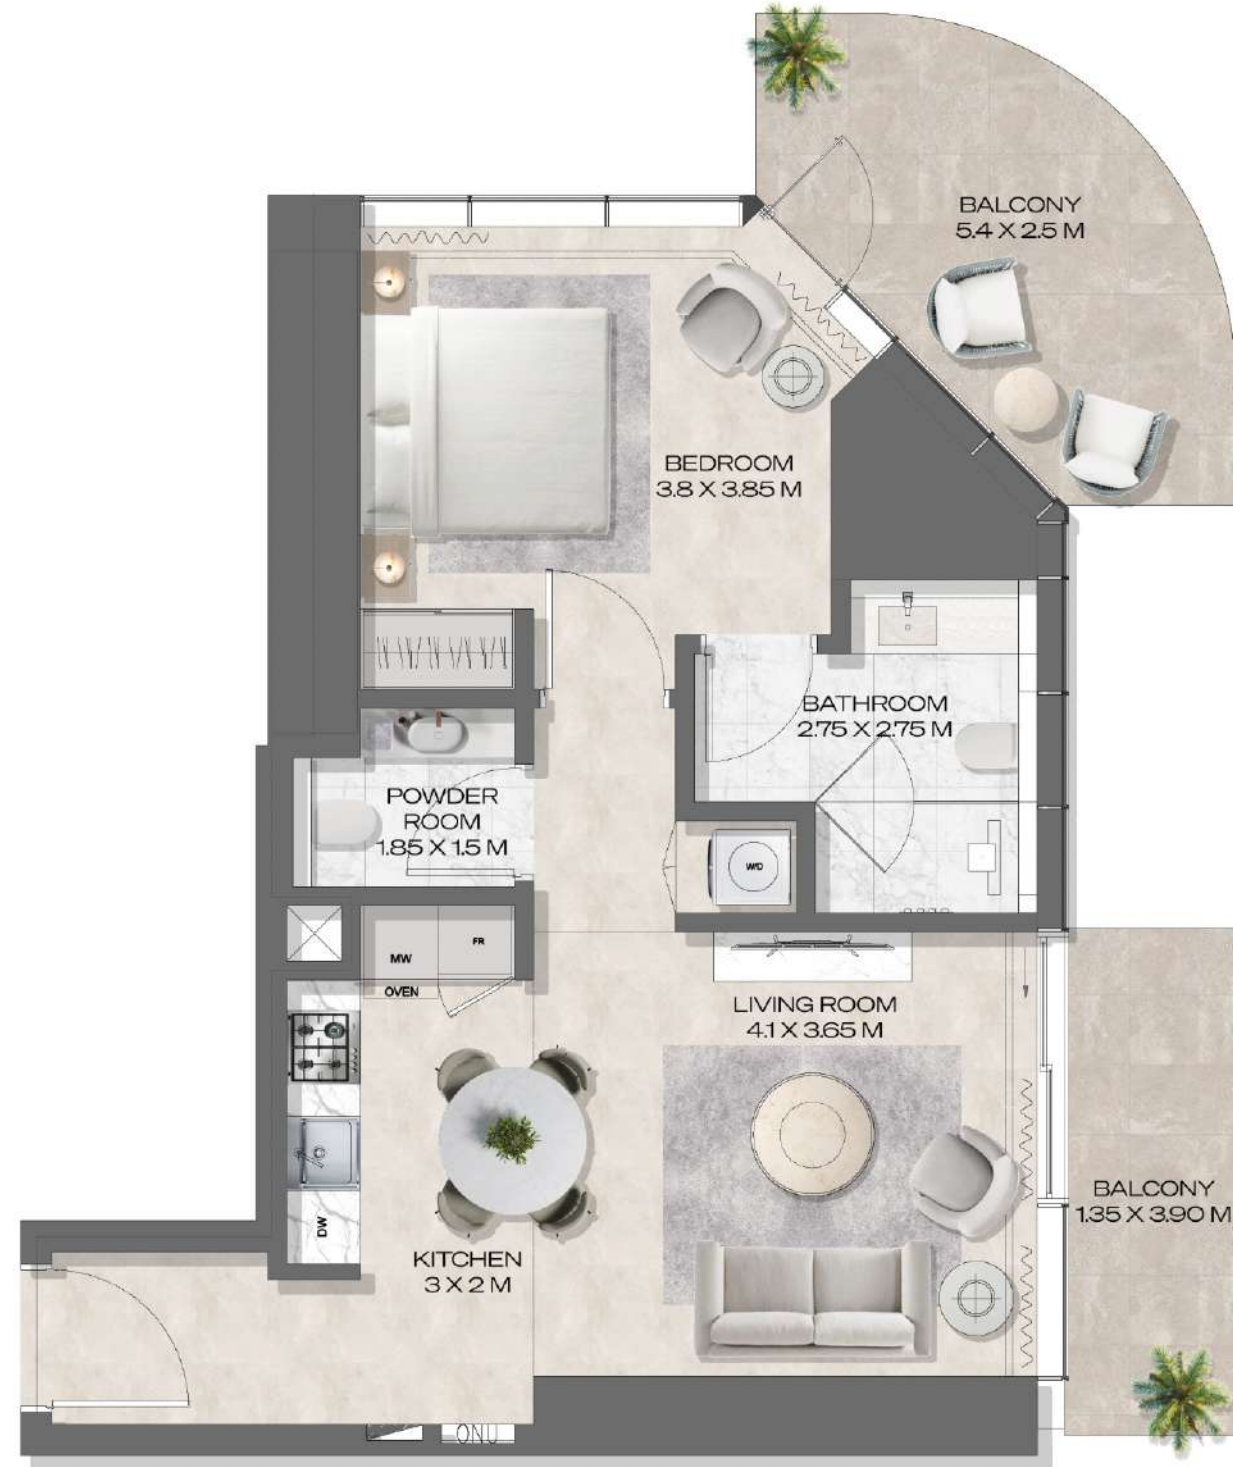 BALCONY
5.4 X 2.5 M
BEDROOM
3.8 X 3.85 M
BATHROOM
2.75 X 2.75 M
POWDER
ROOM
1.85 X 1.5 M
W/D
MW
FR
OVEN
LIVING ROOM
4.1 X 3.65 M
DW
KITCHEN
3 X 2 M
BALCONY
1.35 X 3.90 M
ONU